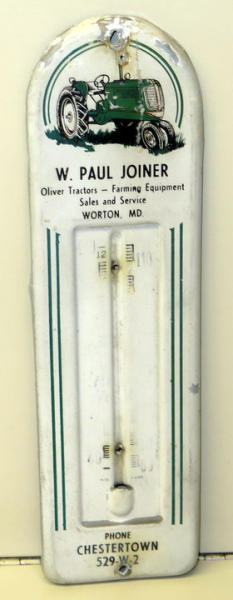 W. PAUL JOINER
Oliver Tractors — Farming Equipment
Sales and Service
WORTON, MD.
PHONE
CHESTERTOWN
529-W-2